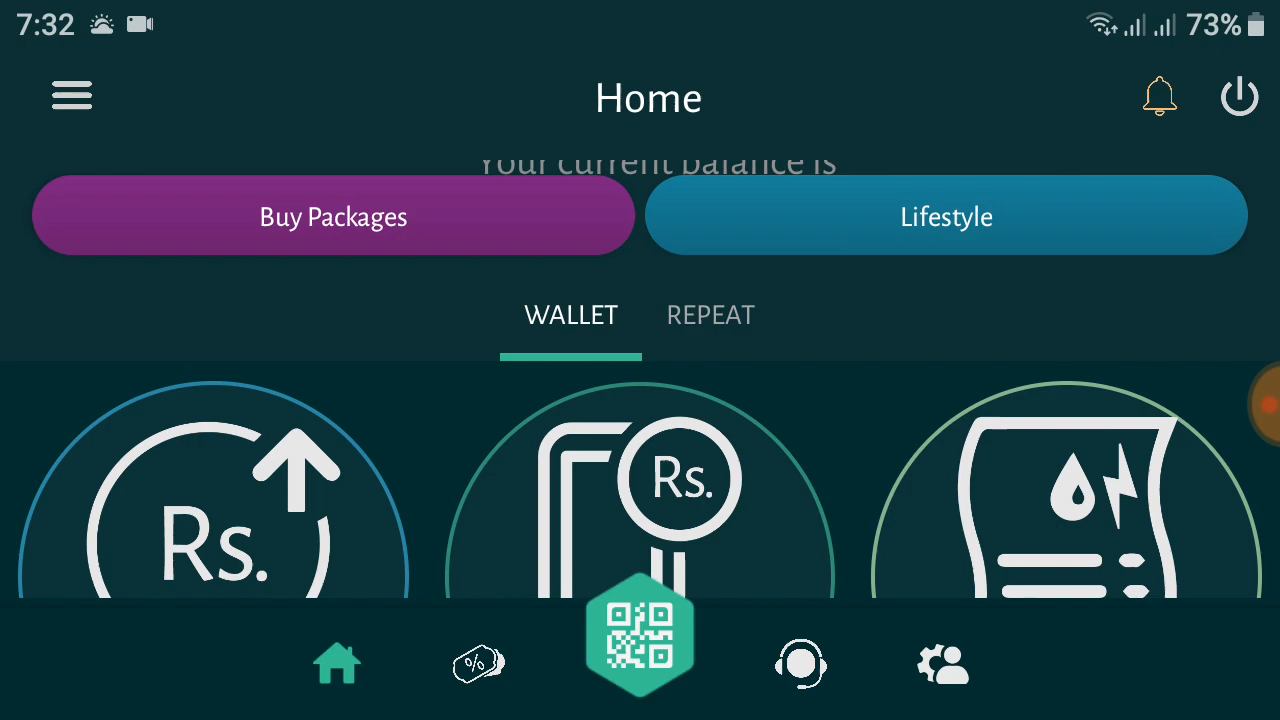 7:32
73%
Home
Your current balance is
Buy Packages
Lifestyle
WALLET
REPEAT
Rs.
Rs.
%